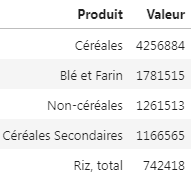 Produit Valeur
Céréales 4256884
Blé et Farin 1781515
Non-céréales 1261513
Céréales Secondaires 1166565
Riz, total 742418